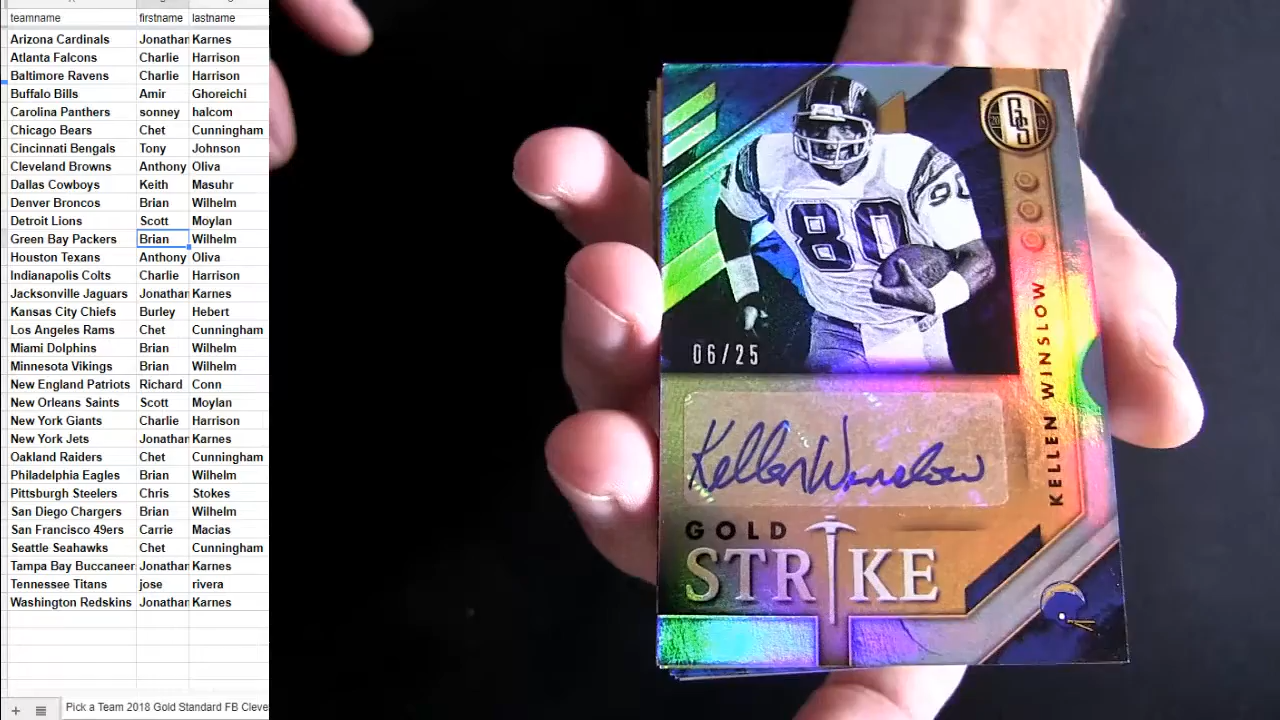 teamname firstname lastname
Arizona Cardinals Jonathan Karnes
Atlanta Falcons Charlie Harrison
Baltimore Ravens Charlie Harrison
Buffalo Bills Amir Ghoreichi
Carolina Panthers sonney halcom
Chicago Bears Chet Cunningham
Cincinnati Bengals Tony Johnson
Cleveland Browns Anthony Oliva
Dallas Cowboys Keith Masuhr
Denver Broncos Brian Wilhelm
Detroit Lions Scott Moylan
Green Bay Packers Brian Wilhelm
Houston Texans Anthony Oliva
Indianapolis Colts Charlie Harrison
Jacksonville Jaguars Jonathan Karnes
Kansas City Chiefs Burley Hebert
Los Angeles Rams Chet Cunningham
Miami Dolphins Brian Wilhelm
Minnesota Vikings Brian Wilhelm
New England Patriots Richard Conn
New Orleans Saints Scott Moylan
New York Giants Charlie Harrison
New York Jets Jonathan Karnes
Oakland Raiders Chet Cunningham
Philadelphia Eagles Brian Wilhelm
Pittsburgh Steelers Chris Stokes
San Diego Chargers Brian Wilhelm
San Francisco 49ers Carrie Macias
Seattle Seahawks Chet Cunningham
Tampa Bay Buccaneer Jonathan Karnes
Tennessee Titans jose rivera
Washington Redskins Jonathan Karnes
Pick a Team 2018 Gold Standard FB Cleve
GS
80
80
06/25
KELLEN WINSLOW
Kellen Winslow
GOLD
STRIKE